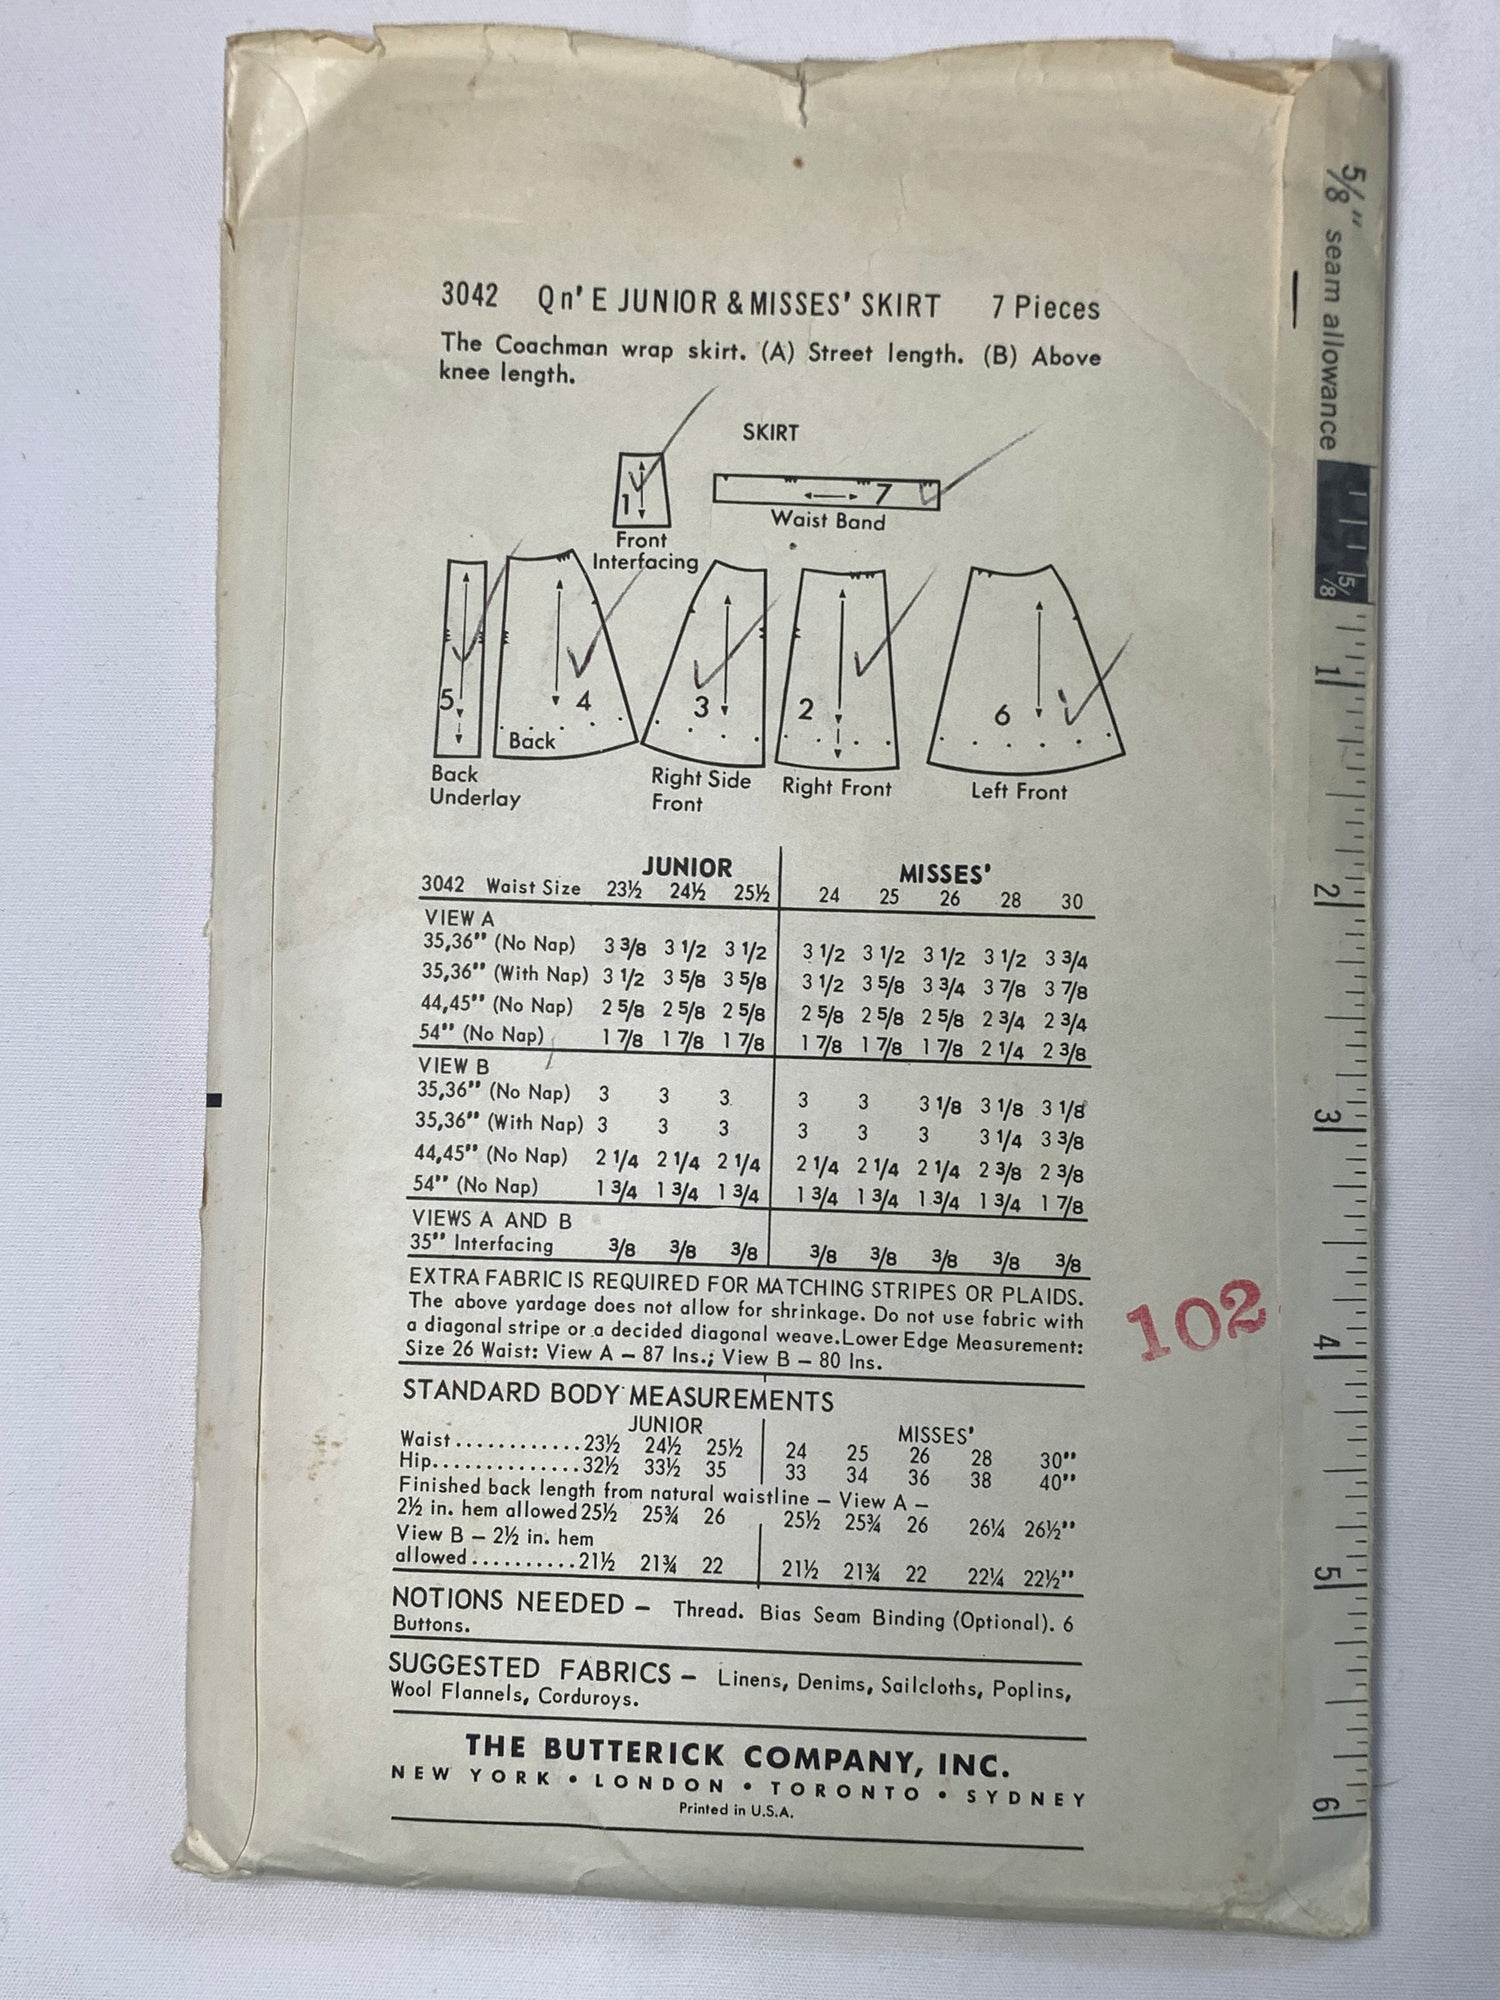 3042 Qn'E JUNIOR & MISSES' SKIRT 7 Pieces
The Coachman wrap skirt. (A) Street length. (B) Above
knee length.
SKIRT
1
Front
Interfacing
7
Waist Band
5
Back
Underlay
4
Back
3
Right Side
Front
2
Right Front
6
Left Front
JUNIOR MISSES'
3042 Waist Size 23½ 24½ 25½ 24 25 26 28 30
VIEW A
35,36" (No Nap) 3 3/8 3 1/2 3 1/2 3 1/2 3 1/2 3 1/2 3 1/2 3 3/4
35,36" (With Nap) 3 1/2 3 5/8 3 5/8 3 1/2 3 5/8 3 3/4 3 7/8 3 7/8
44,45" (No Nap) 2 5/8 2 5/8 2 5/8 2 5/8 2 5/8 2 5/8 2 3/4 2 3/4
54" (No Nap) 1 7/8 1 7/8 1 7/8 1 7/8 1 7/8 1 7/8 2 1/4 2 3/8
VIEW B
35,36" (No Nap) 3 3 3 3 3 3 1/8 3 1/8 3 1/8
35,36" (With Nap) 3 3 3 3 3 3 3 1/4 3 3/8
44,45" (No Nap) 2 1/4 2 1/4 2 1/4 2 1/4 2 1/4 2 1/4 2 3/8 2 3/8
54" (No Nap) 1 3/4 1 3/4 1 3/4 1 3/4 1 3/4 1 3/4 1 3/4 1 7/8
VIEWS A AND B
35" Interfacing 3/8 3/8 3/8 3/8 3/8 3/8 3/8 3/8
EXTRA FABRIC IS REQUIRED FOR MATCHING STRIPES OR PLAIDS.
The above yardage does not allow for shrinkage. Do not use fabric with
a diagonal stripe or a decided diagonal weave. Lower Edge Measurement:
Size 26 Waist: View A – 87 Ins.; View B – 80 Ins.
STANDARD BODY MEASUREMENTS
JUNIOR MISSES'
Waist............23½ 24½ 25½ 24 25 26 28 30"
Hip..............32½ 33½ 35 33 34 36 38 40"
Finished back length from natural waistline – View A –
2½ in. hem allowed 25½ 25¾ 26 25½ 25¾ 26 26¼ 26½"
View B – 2½ in. hem
allowed..........21½ 21¾ 22 21½ 21¾ 22 22¼ 22½"
NOTIONS NEEDED – Thread. Bias Seam Binding (Optional). 6
Buttons.
SUGGESTED FABRICS – Linens, Denims, Sailcloths, Poplins,
Wool Flannels, Corduroys.
THE BUTTERICK COMPANY, INC.
NEW YORK • LONDON • TORONTO • SYDNEY
Printed in U.S.A.
102
5/8" seam allowance
5/8
1
2
3
4
5
6